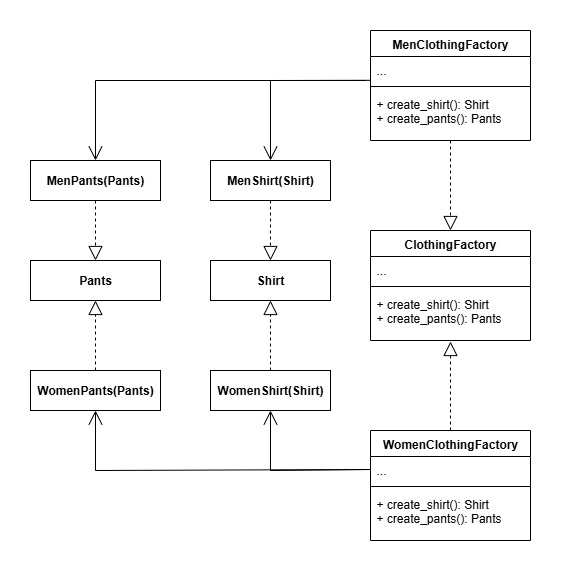 MenClothingFactory
...
+ create_shirt(): Shirt
+ create_pants(): Pants
MenPants(Pants)
MenShirt(Shirt)
ClothingFactory
...
+ create_shirt(): Shirt
+ create_pants(): Pants
Pants
Shirt
WomenPants(Pants)
WomenShirt(Shirt)
WomenClothingFactory
...
+ create_shirt(): Shirt
+ create_pants(): Pants